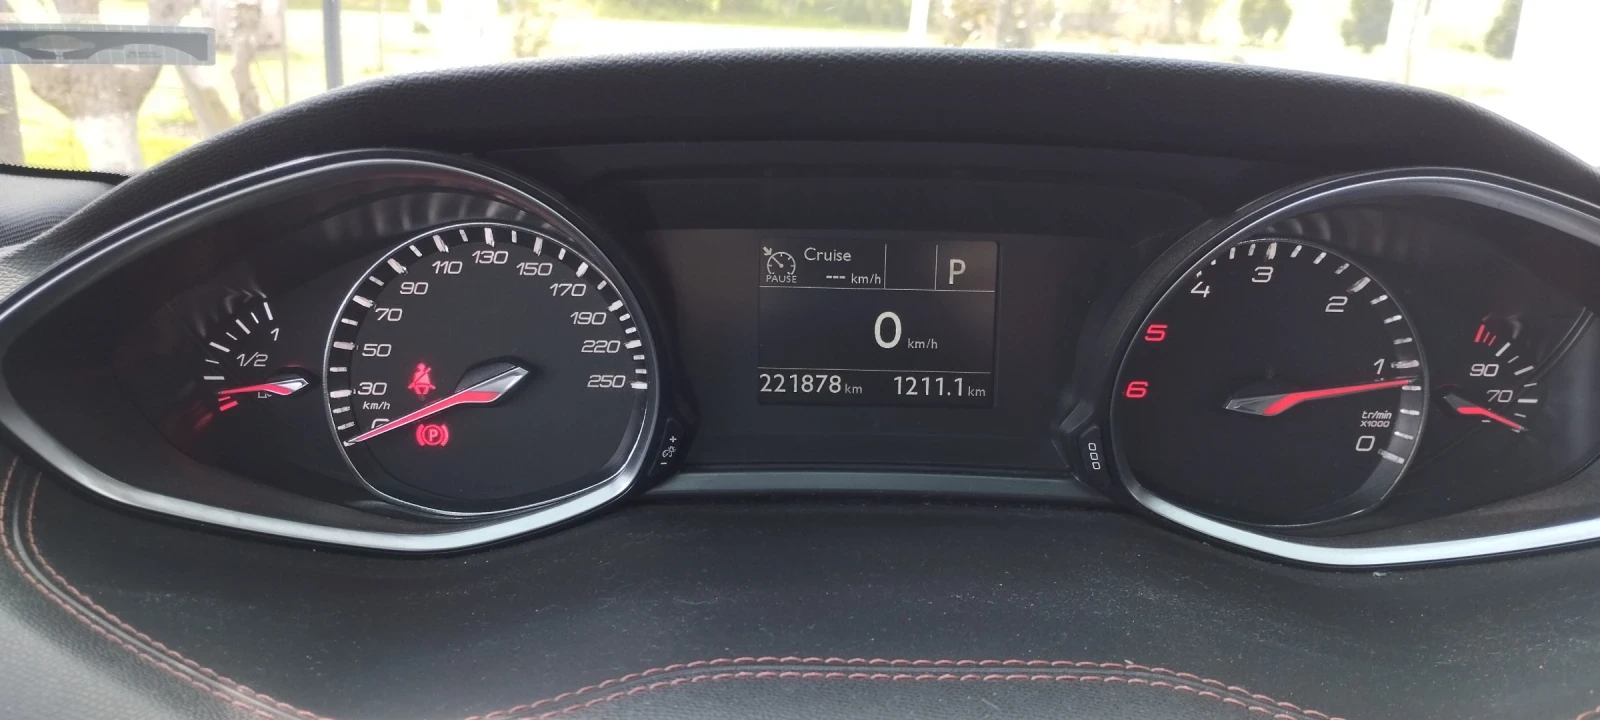 1
1/2
110 130 150
90 170
70 190
50 220
30 250
km/h
0
P
Cruise
PAUSE --- km/h
P
0 km/h
221878 km 1211.1 km
3
4 2
5
6 1
tr/min
x1000
0
90
70